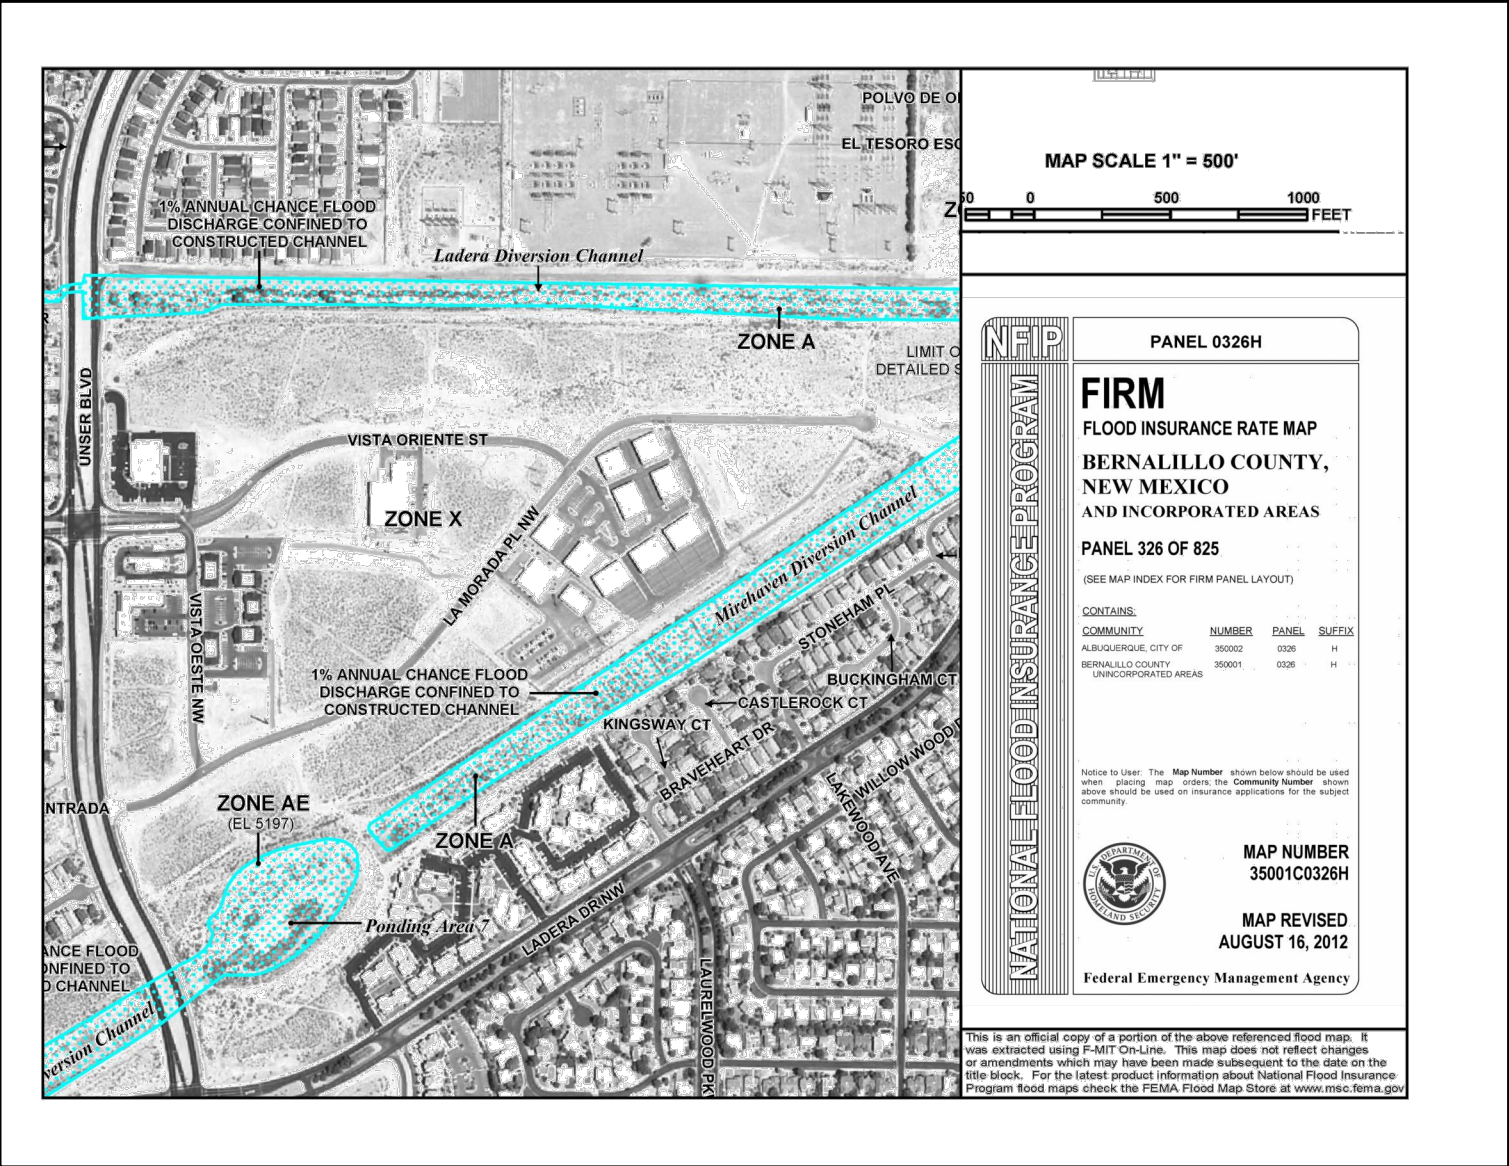 POLVO DE
EL TESORO
1% ANNUAL CHANCE FLOOD
DISCHARGE CONFINED TO
CONSTRUCTED CHANNEL
Ladera Diversion Channel
ZONE A
LIMIT
DETAILED
UNSER BLVD
VISTA ORIENTE ST
ZONE X
LA MORADA PL NW
Mirehaven Diversion Channel
VISTA OESTE NW
STONEHAM PL
1% ANNUAL CHANCE FLOOD
DISCHARGE CONFINED TO
CONSTRUCTED CHANNEL
BUCKINGHAM CT
CASTLEROCK CT
KINGSWAY CT
BRAVEHEART DR
WILLOW WOOD
LAKEWOOD AVE
NTRADA
ZONE AE
(EL 5197)
ZONE A
Ponding Area 7
LADERA DR NW
LAURELWOOD PK
ANCE FLOOD
ONFINED TO
D CHANNEL
version Channel
MAP SCALE 1" = 500'
50 0 500 1000
FEET
NFIP
PANEL 0326H
NATIONAL FLOOD INSURANCE PROGRAM
FIRM
FLOOD INSURANCE RATE MAP
BERNALILLO COUNTY,
NEW MEXICO
AND INCORPORATED AREAS
PANEL 326 OF 825
(SEE MAP INDEX FOR FIRM PANEL LAYOUT)
CONTAINS:
COMMUNITY NUMBER PANEL SUFFIX
ALBUQUERQUE, CITY OF 350002 0326 H
BERNALILLO COUNTY 350001 0326 H
UNINCORPORATED AREAS
Notice to User: The Map Number shown below should be used
when placing map orders; the Community Number shown
above should be used on insurance applications for the subject
community.
U.S. DEPARTMENT OF
HOMELAND SECURITY
MAP NUMBER
35001C0326H
MAP REVISED
AUGUST 16, 2012
Federal Emergency Management Agency
This is an official copy of a portion of the above referenced flood map. It
was extracted using F-MIT On-Line. This map does not reflect changes
or amendments which may have been made subsequent to the date on the
title block. For the latest product information about National Flood Insurance
Program flood maps check the FEMA Flood Map Store at www.msc.fema.gov